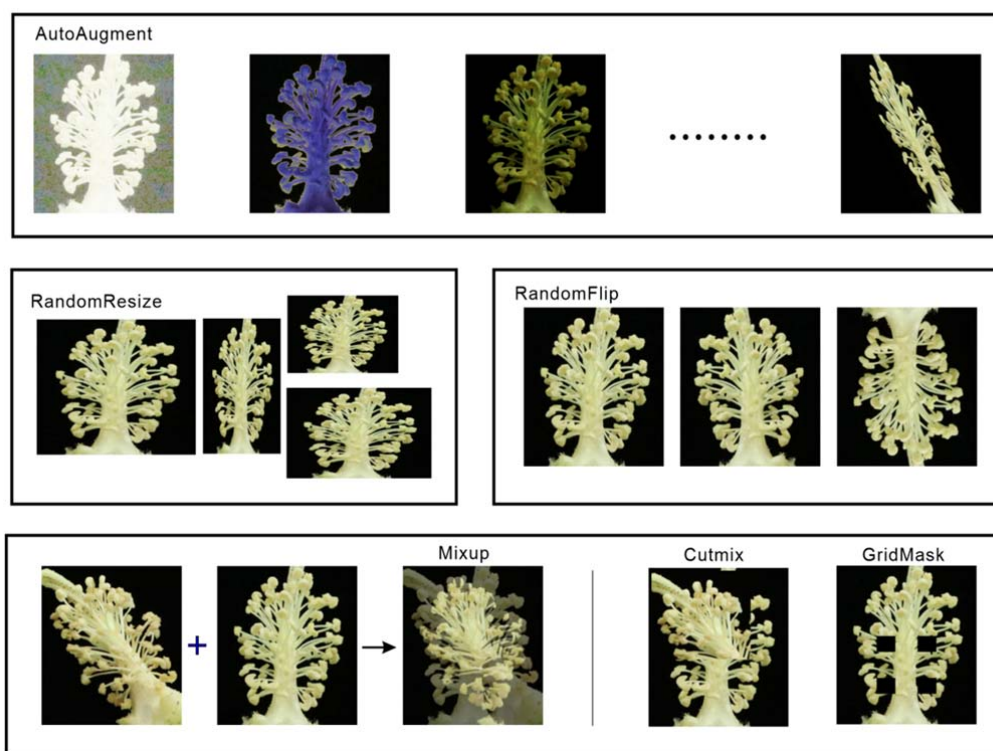 AutoAugment
RandomResize
RandomFlip
Mixup
Cutmix
GridMask